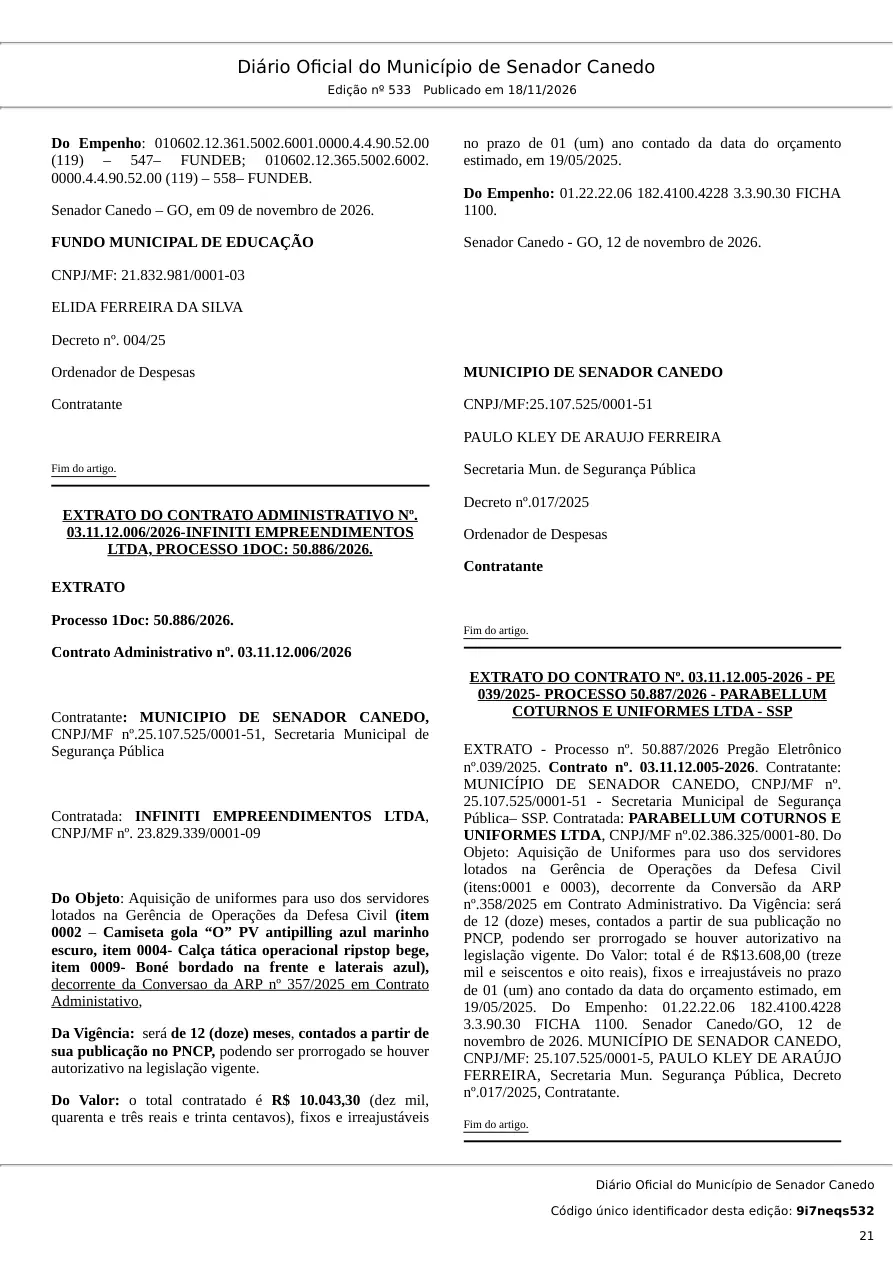 Diário Oficial do Município de Senador Canedo
Edição nº 533   Publicado em 18/11/2026
Do Empenho: 010602.12.361.5002.6001.0000.4.4.90.52.00
(119) – 547– FUNDEB; 010602.12.365.5002.6002.
0000.4.4.90.52.00 (119) – 558– FUNDEB.
Senador Canedo – GO, em 09 de novembro de 2026.
FUNDO MUNICIPAL DE EDUCAÇÃO
CNPJ/MF: 21.832.981/0001-03
ELIDA FERREIRA DA SILVA
Decreto nº. 004/25
Ordenador de Despesas
Contratante
Fim do artigo.
EXTRATO DO CONTRATO ADMINISTRATIVO Nº.
03.11.12.006/2026-INFINITI EMPREENDIMENTOS
LTDA, PROCESSO 1DOC: 50.886/2026.
EXTRATO
Processo 1Doc: 50.886/2026.
Contrato Administrativo nº. 03.11.12.006/2026
Contratante: MUNICIPIO DE SENADOR CANEDO,
CNPJ/MF nº.25.107.525/0001-51, Secretaria Municipal de
Segurança Pública
Contratada: INFINITI EMPREENDIMENTOS LTDA,
CNPJ/MF nº. 23.829.339/0001-09
Do Objeto: Aquisição de uniformes para uso dos servidores
lotados na Gerência de Operações da Defesa Civil (item
0002 – Camiseta gola “O” PV antipilling azul marinho
escuro, item 0004- Calça tática operacional ripstop bege,
item 0009- Boné bordado na frente e laterais azul),
decorrente da Conversao da ARP nº 357/2025 em Contrato
Administativo,
Da Vigência:  será de 12 (doze) meses, contados a partir de
sua publicação no PNCP, podendo ser prorrogado se houver
autorizativo na legislação vigente.
Do Valor: o total contratado é R$ 10.043,30 (dez mil,
quarenta e três reais e trinta centavos), fixos e irreajustáveis
no prazo de 01 (um) ano contado da data do orçamento
estimado, em 19/05/2025.
Do Empenho: 01.22.22.06 182.4100.4228 3.3.90.30 FICHA
1100.
Senador Canedo - GO, 12 de novembro de 2026.
MUNICIPIO DE SENADOR CANEDO
CNPJ/MF:25.107.525/0001-51
PAULO KLEY DE ARAUJO FERREIRA
Secretaria Mun. de Segurança Pública
Decreto nº.017/2025
Ordenador de Despesas
Contratante
Fim do artigo.
EXTRATO DO CONTRATO Nº. 03.11.12.005-2026 - PE
039/2025- PROCESSO 50.887/2026 - PARABELLUM
COTURNOS E UNIFORMES LTDA - SSP
EXTRATO - Processo nº. 50.887/2026 Pregão Eletrônico
nº.039/2025. Contrato nº. 03.11.12.005-2026. Contratante:
MUNICÍPIO DE SENADOR CANEDO, CNPJ/MF nº.
25.107.525/0001-51 - Secretaria Municipal de Segurança
Pública– SSP. Contratada: PARABELLUM COTURNOS E
UNIFORMES LTDA, CNPJ/MF nº.02.386.325/0001-80. Do
Objeto: Aquisição de Uniformes para uso dos servidores
lotados na Gerência de Operações da Defesa Civil
(itens:0001 e 0003), decorrente da Conversão da ARP
nº.358/2025 em Contrato Administrativo. Da Vigência: será
de 12 (doze) meses, contados a partir de sua publicação no
PNCP, podendo ser prorrogado se houver autorizativo na
legislação vigente. Do Valor: total é de R$13.608,00 (treze
mil e seiscentos e oito reais), fixos e irreajustáveis no prazo
de 01 (um) ano contado da data do orçamento estimado, em
19/05/2025. Do Empenho: 01.22.22.06 182.4100.4228
3.3.90.30 FICHA 1100. Senador Canedo/GO, 12 de
novembro de 2026. MUNICÍPIO DE SENADOR CANEDO,
CNPJ/MF: 25.107.525/0001-5, PAULO KLEY DE ARAÚJO
FERREIRA, Secretaria Mun. Segurança Pública, Decreto
nº.017/2025, Contratante.
Fim do artigo.
Diário Oficial do Município de Senador Canedo
Código único identificador desta edição: 9i7neqs532
21